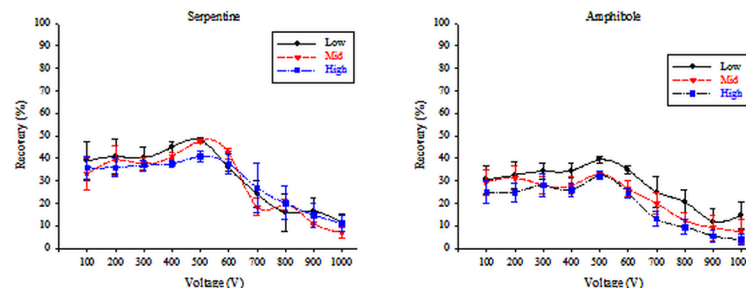 Serpentine
Amphibole
100
90
80
70
60
50
40
30
20
10
0
Recovery (%)
Low
Mid
High
100 200 300 400 500 600 700 800 900 1000
Voltage (V)
100
90
80
70
60
50
40
30
20
10
0
Recovery (%)
Low
Mid
High
100 200 300 400 500 600 700 800 900 100
Voltage (V)